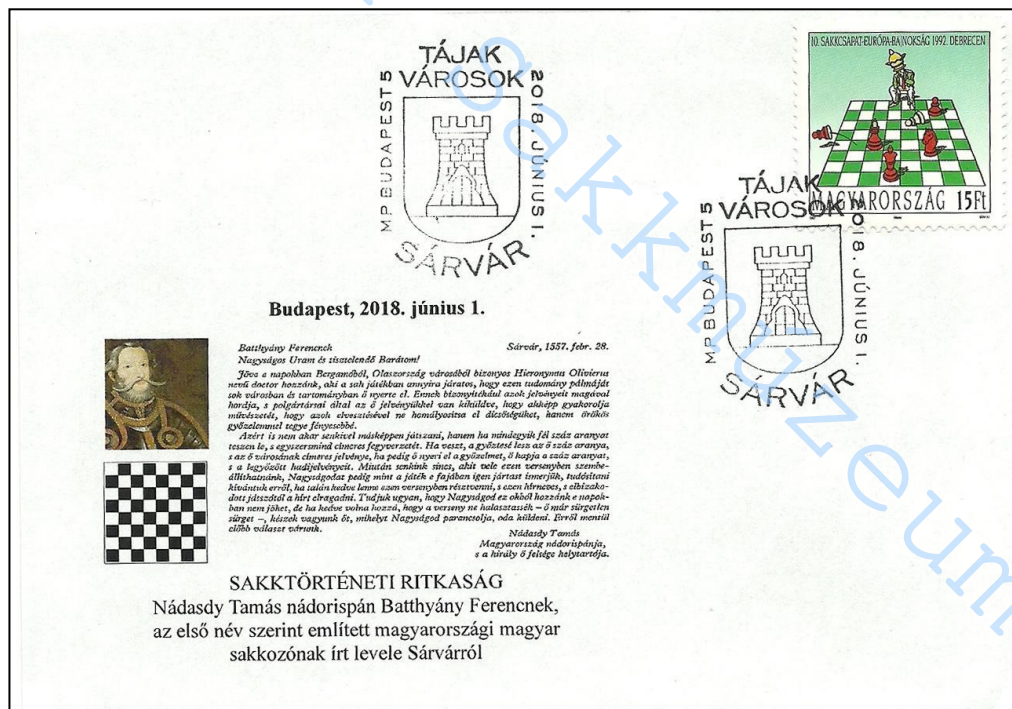 TÁJAK
VÁROSOK
MP BUDAPEST 5
2018. JÚNIUS 1.
SÁRVÁR
10. SAKKCSAPAT-EURÓPA-BAJNOKSÁG 1992. DEBRECEN
MAGYARORSZÁG 15Ft
TÁJAK
VÁROSOK
MP BUDAPEST 5
2018. JÚNIUS 1.
SÁRVÁR
Budapest, 2018. június 1.
Batthyány Ferencnek Sárvár, 1557. febr. 28.
Nagyságos Uram és tisztelendő Barátom!
Jöve a napokban Bergamóból, Olaszország városából bizonyos Hieronymus Olivierus
nevű doctor hozzánk, aki a sah játékban annyira járatos, hogy ezen tudomány pálmáját
sok városban és tartományban ő nyerte el. Ennek bizonyítékául azok jelvényeit magával
hordja, s polgártársai által az ő jelvényükkel van kiküldve, hogy akképp gyakorolja
művészetét, hogy azok elvesztésével ne homályosítsa el dicsőségüket, hanem örökös
győzelemmel tegye fényesebbé.
Azért is nem akar senkivel másképpen játszani, hanem ha mindegyik fél száz aranyat
teszen le, s egyszersmind címeres fegyverzetét. Ha veszt, a győztesé lesz az ő száz aranya,
s az ő városának címeres jelvénye, ha pedig ő nyeri el a győzelmet, ő kapja a száz aranyat,
s a legyőzött hadijelvényeit. Miután senkink sincs, akit vele ezen versenyben szembe-
állíthatnánk, Nagyságodat pedig mint a játék e fajában igen jártast ismerjük, tudósítani
kívántuk erről, ha talán kedve lenne ezen versenyben résztvenni, s ezen hírneves, s elbizako-
dott játszótól a hírt elragadni. Tudjuk ugyan, hogy Nagyságod ez okból hozzánk e napok-
ban nem jöhet, de ha kedve volna hozzá, hogy a verseny ne halasztassék – ő már sürgetlen
sürget –, készek vagyunk őt, mihelyt Nagyságod parancsolja, oda küldeni. Erről mentül
előbb választ várunk.
Nádasdy Tamás
Magyarország nádorispánja,
s a király ő felsége helytartója.
SAKKTÖRTÉNETI RITKASÁG
Nádasdy Tamás nádorispán Batthyány Ferencnek,
az első név szerint említett magyarországi magyar
sakkozónak írt levele Sárvárról
sakkmúzeum